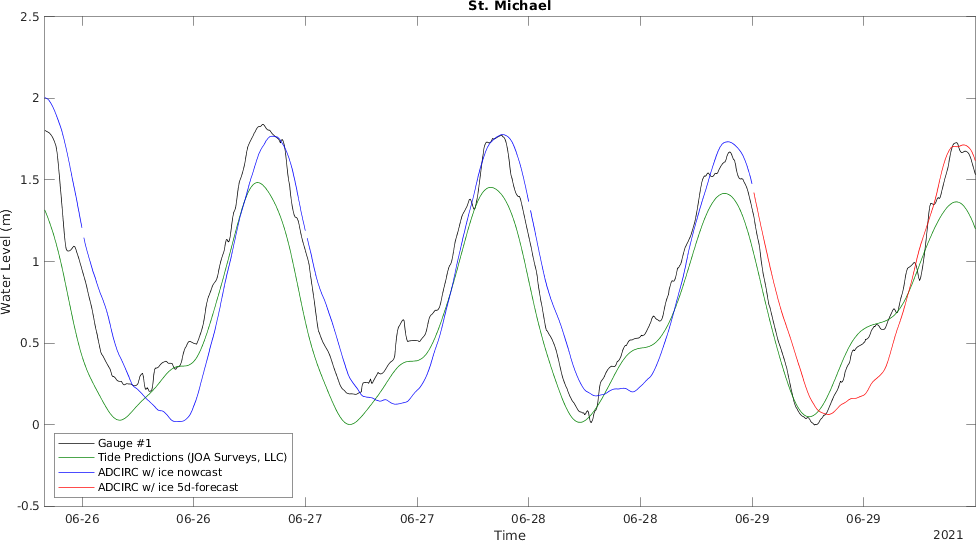 St. Michael
2.5
2
1.5
1
0.5
0
-0.5
Water Level (m)
Gauge #1
Tide Predictions (JOA Surveys, LLC)
ADCIRC w/ ice nowcast
ADCIRC w/ ice 5d-forecast
06-26 06-26 06-27 06-27 06-28 06-28 06-29 06-29
Time
2021